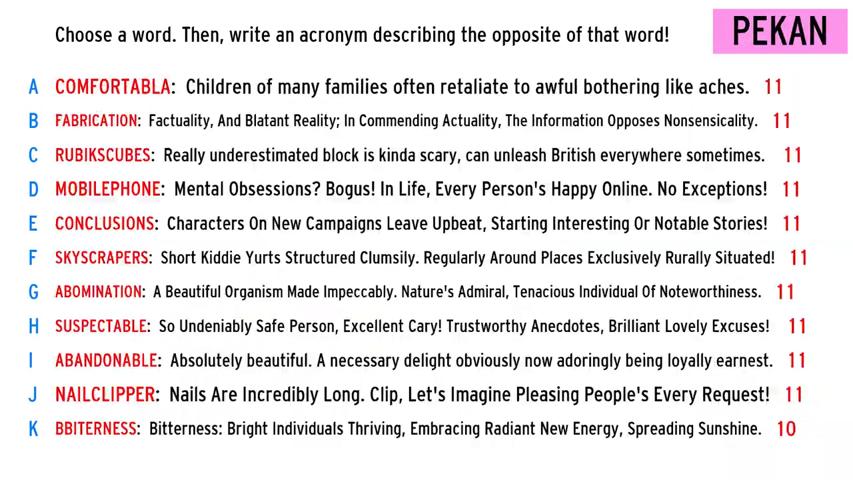 Choose a word. Then, write an acronym describing the opposite of that word!
PEKAN
A COMFORTABLA: Children of many families often retaliate to awful bothering like aches. 11
B FABRICATION: Factuality, And Blatant Reality; In Commending Actuality, The Information Opposes Nonsensicality. 11
C RUBIKSCUBES: Really underestimated block is kinda scary, can unleash British everywhere sometimes. 11
D MOBILEPHONE: Mental Obsessions? Bogus! In Life, Every Person's Happy Online. No Exceptions! 11
E CONCLUSIONS: Characters On New Campaigns Leave Upbeat, Starting Interesting Or Notable Stories! 11
F SKYSCRAPERS: Short Kiddie Yurts Structured Clumsily. Regularly Around Places Exclusively Rurally Situated! 11
G ABOMINATION: A Beautiful Organism Made Impeccably. Nature's Admiral, Tenacious Individual Of Noteworthiness. 11
H SUSPECTABLE: So Undeniably Safe Person, Excellent Cary! Trustworthy Anecdotes, Brilliant Lovely Excuses! 11
I ABANDONABLE: Absolutely beautiful. A necessary delight obviously now adoringly being loyally earnest. 11
J NAILCLIPPER: Nails Are Incredibly Long. Clip, Let's Imagine Pleasing People's Every Request! 11
K BBITERNESS: Bitterness: Bright Individuals Thriving, Embracing Radiant New Energy, Spreading Sunshine. 10